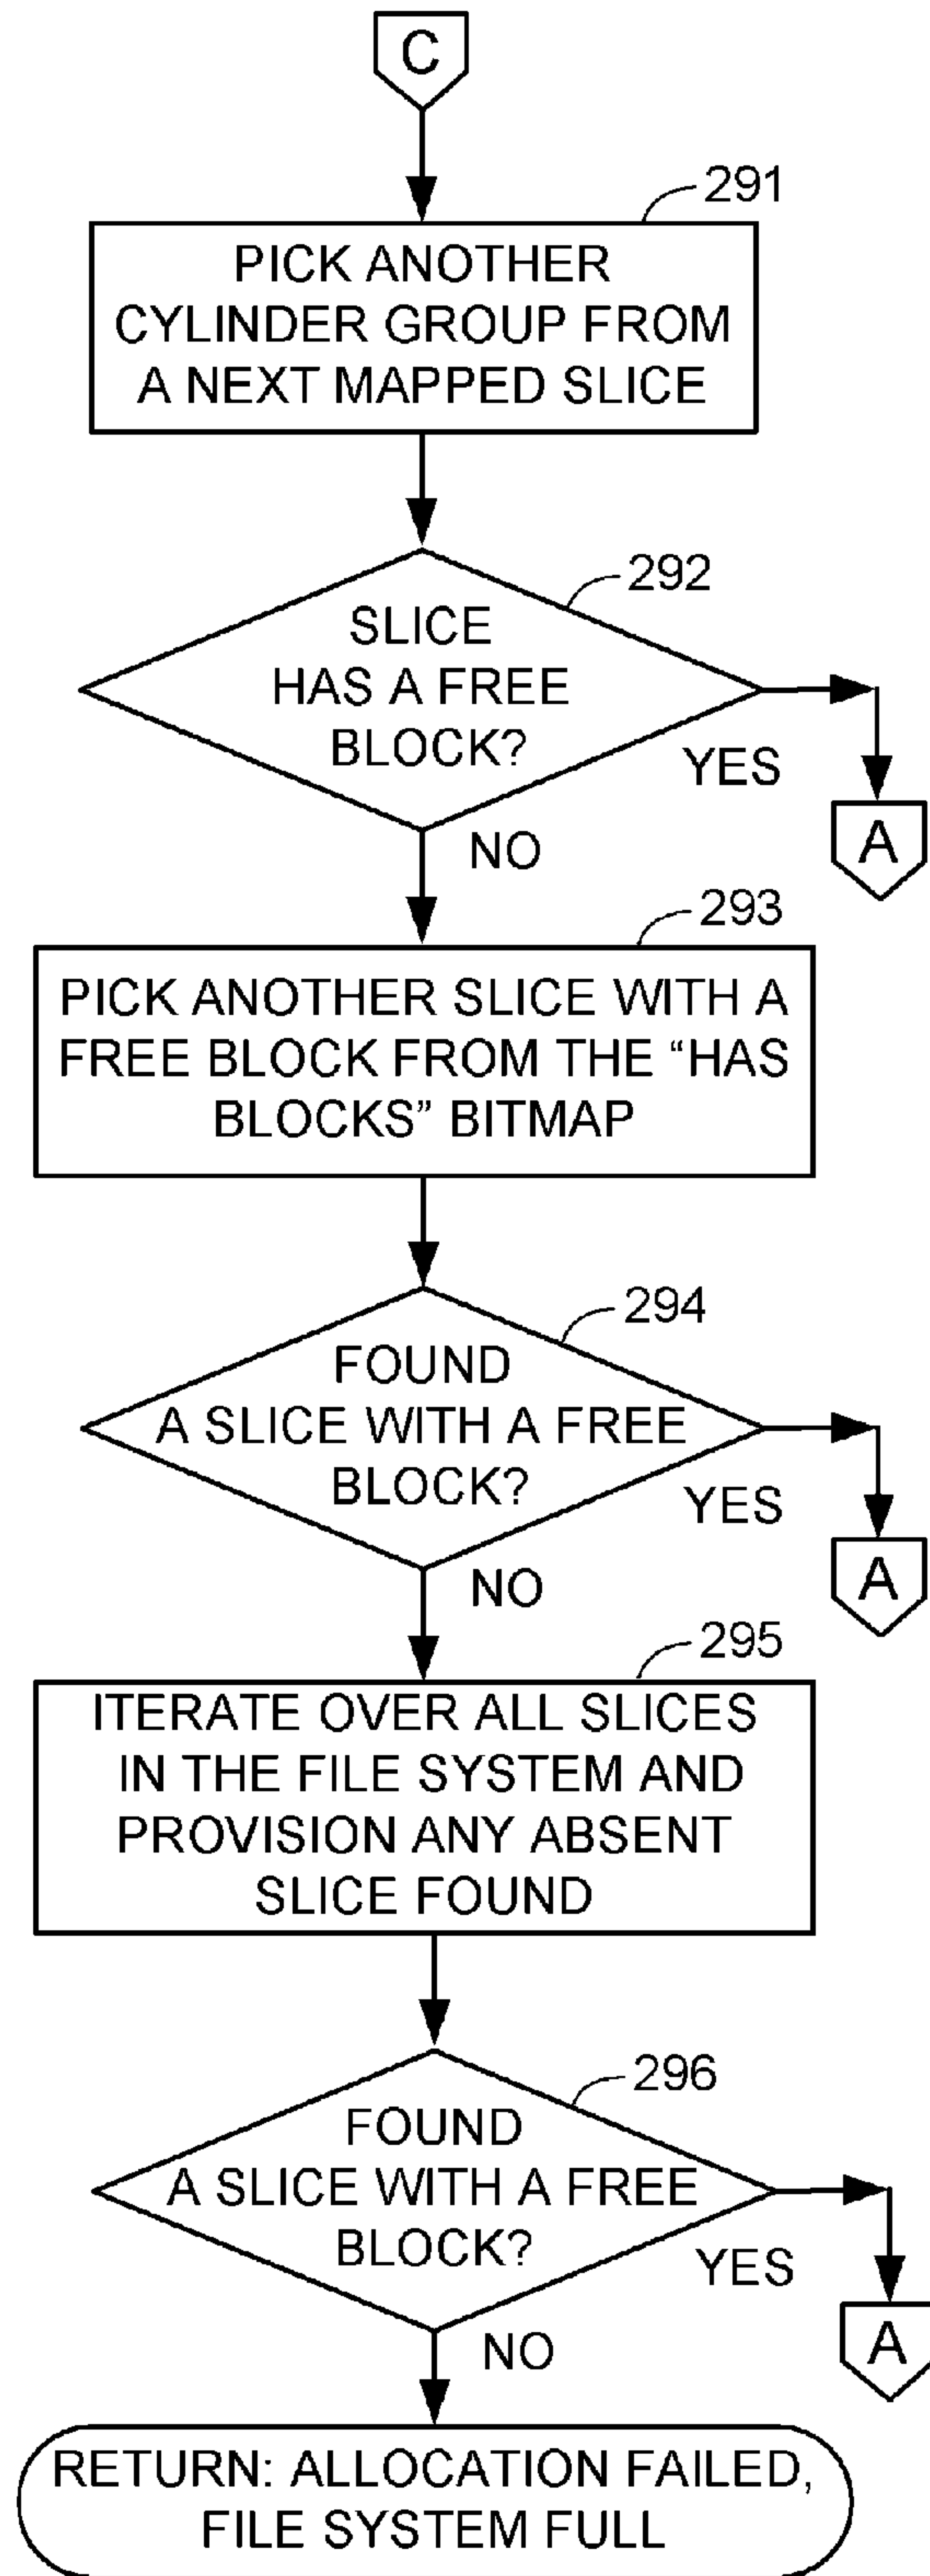 C
291
PICK ANOTHER
CYLINDER GROUP FROM
A NEXT MAPPED SLICE
292
SLICE
HAS A FREE
BLOCK?
YES
A
NO
293
PICK ANOTHER SLICE WITH A
FREE BLOCK FROM THE “HAS
BLOCKS” BITMAP
294
FOUND
A SLICE WITH A FREE
BLOCK?
YES
A
NO
295
ITERATE OVER ALL SLICES
IN THE FILE SYSTEM AND
PROVISION ANY ABSENT
SLICE FOUND
296
FOUND
A SLICE WITH A FREE
BLOCK?
YES
A
NO
RETURN: ALLOCATION FAILED,
FILE SYSTEM FULL